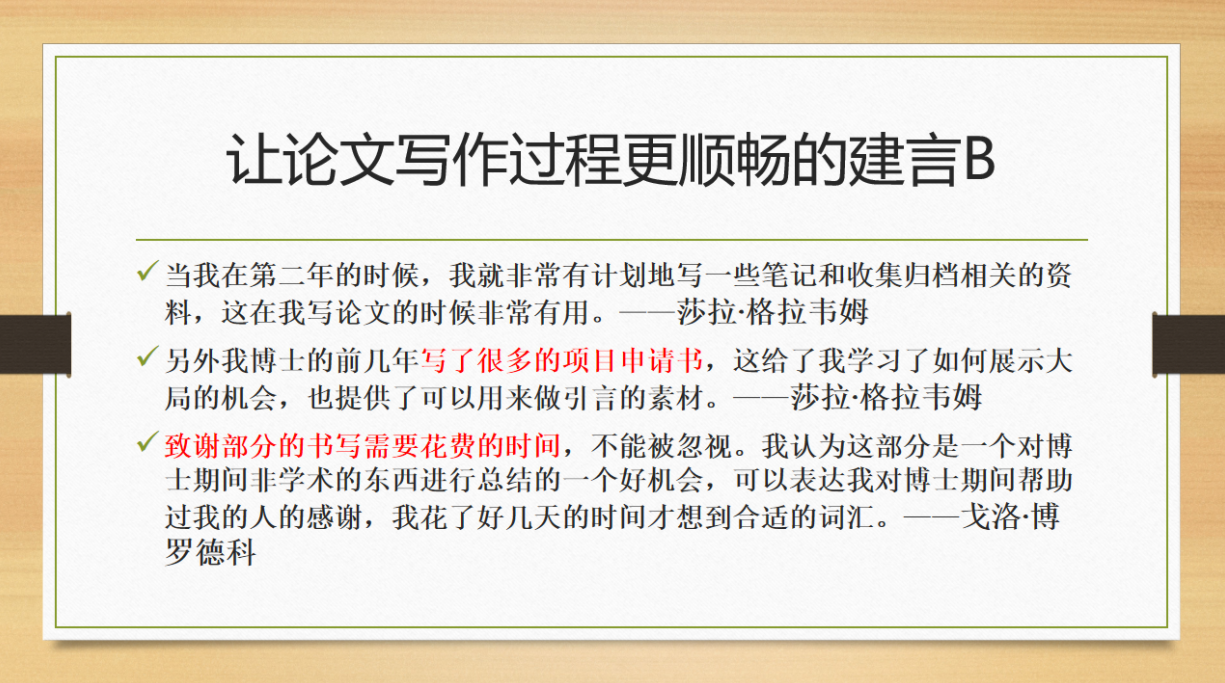 让论文写作过程更顺畅的建言B
当我在第二年的时候，我就非常有计划地写一些笔记和收集归档相关的资
料，这在我写论文的时候非常有用。——莎拉·格拉韦姆
另外我博士的前几年写了很多的项目申请书，这给了我学习了如何展示大
局的机会，也提供了可以用来做引言的素材。——莎拉·格拉韦姆
致谢部分的书写需要花费的时间，不能被忽视。我认为这部分是一个对博
士期间非学术的东西进行总结的一个好机会，可以表达我对博士期间帮助
过我的人的感谢，我花了好几天的时间才想到合适的词汇。——戈洛·博
罗德科